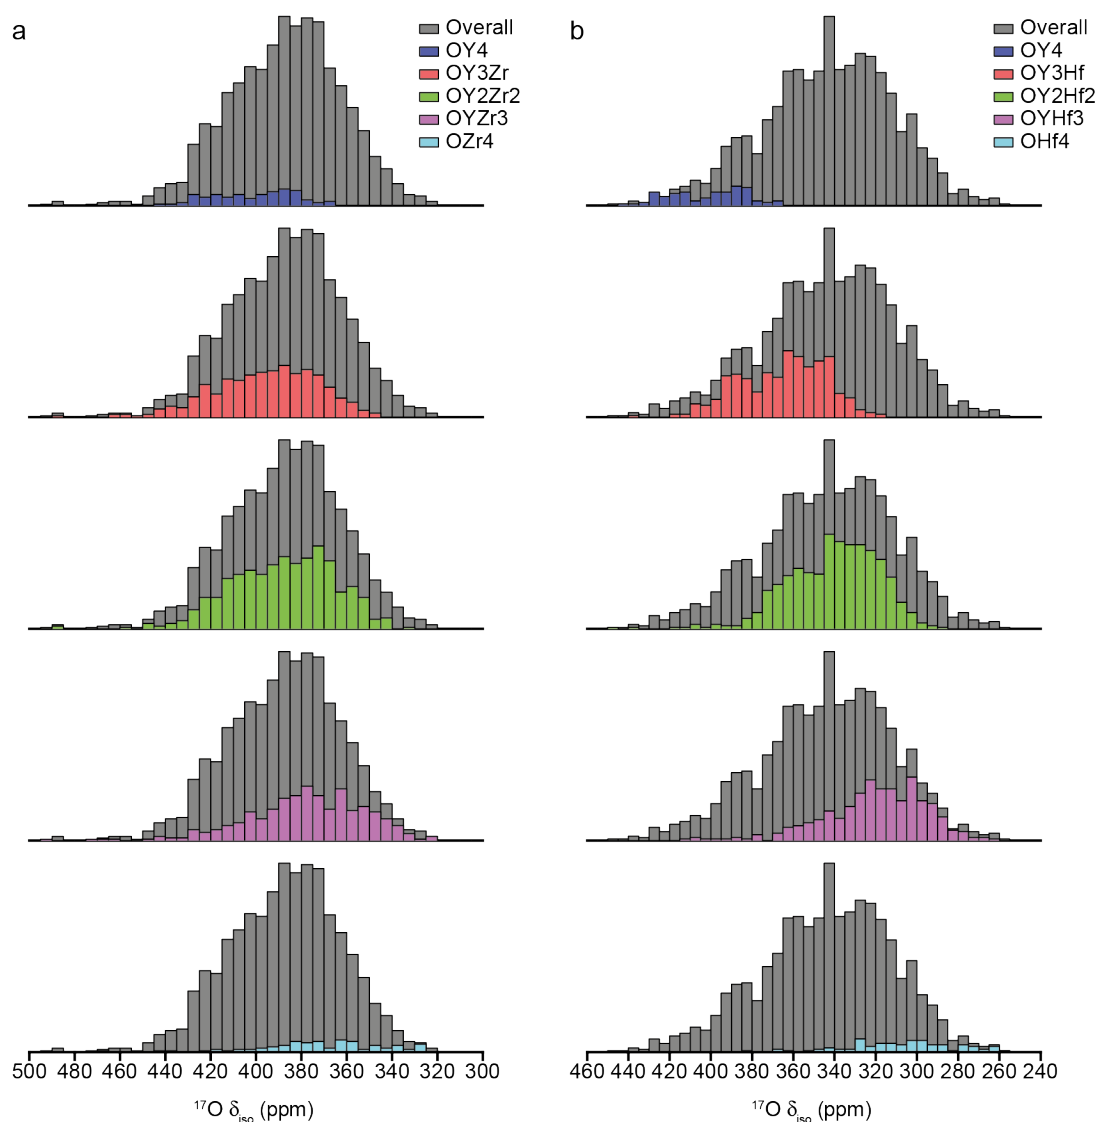 a
Overall
OY4
OY3Zr
OY2Zr2
OYZr3
OZr4
b
Overall
OY4
OY3Hf
OY2Hf2
OYHf3
OHf4
500 480 460 440 420 400 380 360 340 320 300
17O δiso (ppm)
460 440 420 400 380 360 340 320 300 280 260 240
17O δiso (ppm)